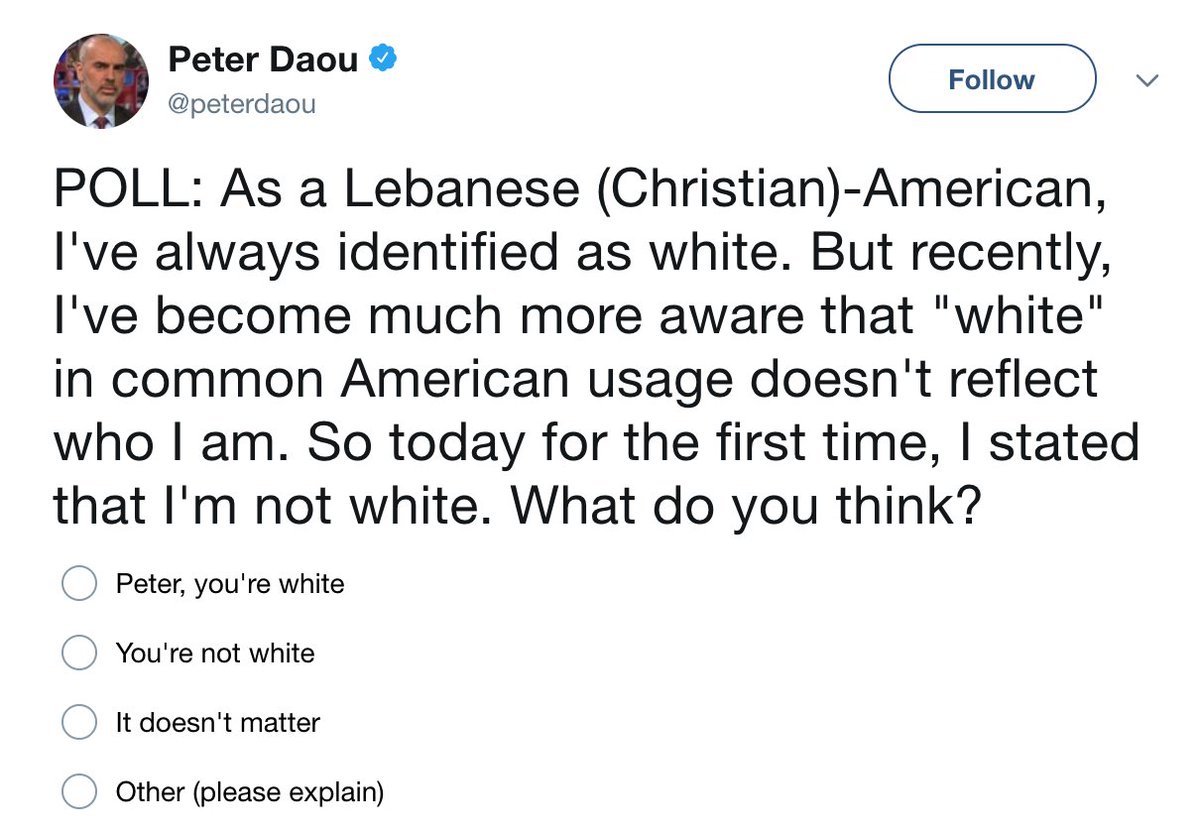 Peter Daou
@peterdaou
Follow
POLL: As a Lebanese (Christian)-American,
I've always identified as white. But recently,
I've become much more aware that "white"
in common American usage doesn't reflect
who I am. So today for the first time, I stated
that I'm not white. What do you think?
Peter, you're white
You're not white
It doesn't matter
Other (please explain)